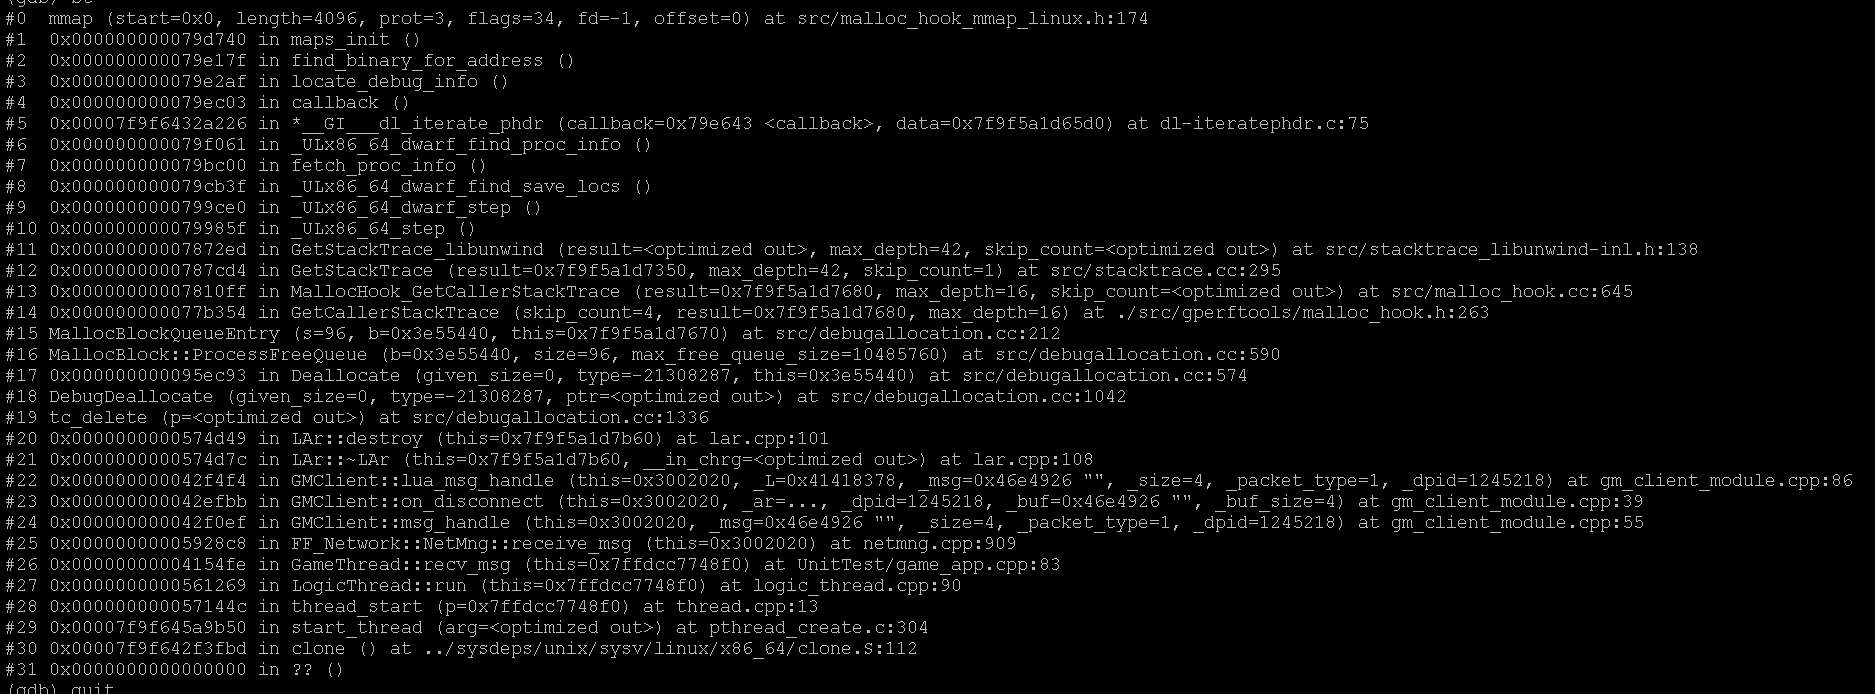 (gdb) bt
#0  mmap (start=0x0, length=4096, prot=3, flags=34, fd=-1, offset=0) at src/malloc_hook_mmap_linux.h:174
#1  0x000000000079d740 in maps_init ()
#2  0x000000000079e17f in find_binary_for_address ()
#3  0x000000000079e2af in locate_debug_info ()
#4  0x000000000079ec03 in callback ()
#5  0x00007f9f6432a226 in *__GI___dl_iterate_phdr (callback=0x79e643 <callback>, data=0x7f9f5a1d65d0) at dl-iteratephdr.c:75
#6  0x000000000079f061 in _ULx86_64_dwarf_find_proc_info ()
#7  0x000000000079bc00 in fetch_proc_info ()
#8  0x000000000079cb3f in _ULx86_64_dwarf_find_save_locs ()
#9  0x0000000000799ce0 in _ULx86_64_dwarf_step ()
#10 0x000000000079985f in _ULx86_64_step ()
#11 0x00000000007872ed in GetStackTrace_libunwind (result=<optimized out>, max_depth=42, skip_count=<optimized out>) at src/stacktrace_libunwind-inl.h:138
#12 0x0000000000787cd4 in GetStackTrace (result=0x7f9f5a1d7350, max_depth=42, skip_count=1) at src/stacktrace.cc:295
#13 0x00000000007810ff in MallocHook_GetCallerStackTrace (result=0x7f9f5a1d7680, max_depth=16, skip_count=<optimized out>) at src/malloc_hook.cc:645
#14 0x000000000077b354 in GetCallerStackTrace (skip_count=4, result=0x7f9f5a1d7680, max_depth=16) at ./src/gperftools/malloc_hook.h:263
#15 MallocBlockQueueEntry (s=96, b=0x3e55440, this=0x7f9f5a1d7670) at src/debugallocation.cc:212
#16 MallocBlock::ProcessFreeQueue (b=0x3e55440, size=96, max_free_queue_size=10485760) at src/debugallocation.cc:590
#17 0x000000000095ec93 in Deallocate (given_size=0, type=-21308287, this=0x3e55440) at src/debugallocation.cc:574
#18 DebugDeallocate (given_size=0, type=-21308287, ptr=<optimized out>) at src/debugallocation.cc:1042
#19 tc_delete (p=<optimized out>) at src/debugallocation.cc:1336
#20 0x0000000000574d49 in LAr::destroy (this=0x7f9f5a1d7b60) at lar.cpp:101
#21 0x0000000000574d7c in LAr::~LAr (this=0x7f9f5a1d7b60, __in_chrg=<optimized out>) at lar.cpp:108
#22 0x000000000042f4f4 in GMClient::lua_msg_handle (this=0x3002020, _L=0x41418378, _msg=0x46e4926 "", _size=4, _packet_type=1, _dpid=1245218) at gm_client_module.cpp:86
#23 0x000000000042efbb in GMClient::on_disconnect (this=0x3002020, _ar=..., _dpid=1245218, _buf=0x46e4926 "", _buf_size=4) at gm_client_module.cpp:39
#24 0x000000000042f0ef in GMClient::msg_handle (this=0x3002020, _msg=0x46e4926 "", _size=4, _packet_type=1, _dpid=1245218) at gm_client_module.cpp:55
#25 0x00000000005928c8 in FF_Network::NetMng::receive_msg (this=0x3002020) at netmng.cpp:909
#26 0x00000000004154fe in GameThread::recv_msg (this=0x7ffdcc7748f0) at UnitTest/game_app.cpp:83
#27 0x0000000000561269 in LogicThread::run (this=0x7ffdcc7748f0) at logic_thread.cpp:90
#28 0x000000000057144c in thread_start (p=0x7ffdcc7748f0) at thread.cpp:13
#29 0x00007f9f645a9b50 in start_thread (arg=<optimized out>) at pthread_create.c:304
#30 0x00007f9f642f3fbd in clone () at ../sysdeps/unix/sysv/linux/x86_64/clone.S:112
#31 0x0000000000000000 in ?? ()
(gdb) quit